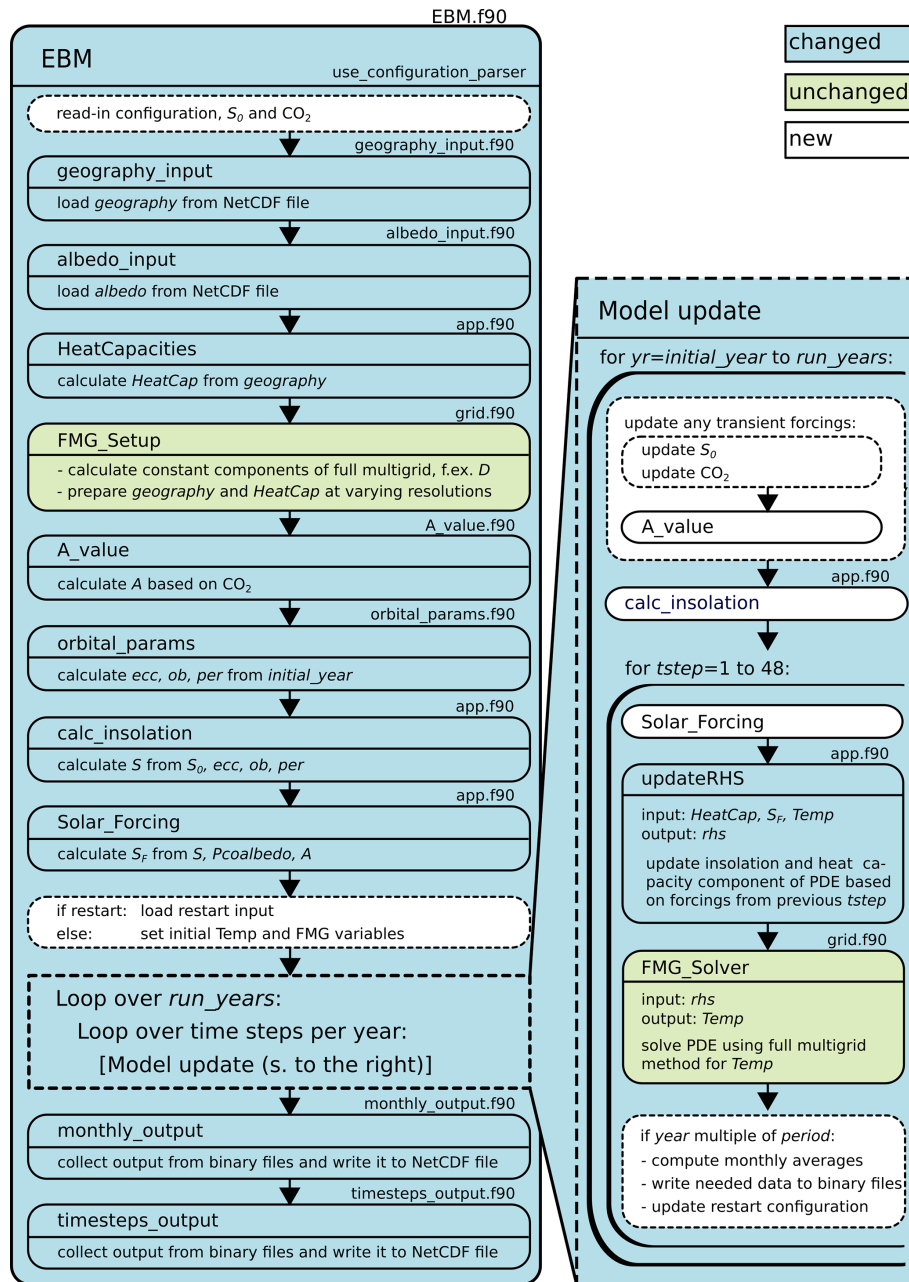 EBM.f90
EBM
use_configuration_parser
read-in configuration, S0 and CO2
geography_input.f90
geography_input
load geography from NetCDF file
albedo_input.f90
albedo_input
load albedo from NetCDF file
app.f90
HeatCapacities
calculate HeatCap from geography
grid.f90
FMG_Setup
- calculate constant components of full multigrid, f.ex. D
- prepare geography and HeatCap at varying resolutions
A_value.f90
A_value
calculate A based on CO2
orbital_params.f90
orbital_params
calculate ecc, ob, per from initial_year
app.f90
calc_insolation
calculate S from S0, ecc, ob, per
app.f90
Solar_Forcing
calculate SF from S, Pcoalbedo, A
if restart: load restart input
else: set initial Temp and FMG variables
Loop over run_years:
Loop over time steps per year:
[Model update (s. to the right)]
monthly_output.f90
monthly_output
collect output from binary files and write it to NetCDF file
timesteps_output.f90
timesteps_output
collect output from binary files and write it to NetCDF file
changed
unchanged
new
Model update
for yr=initial_year to run_years:
update any transient forcings:
update S0
update CO2
A_value
app.f90
calc_insolation
for tstep=1 to 48:
Solar_Forcing
app.f90
updateRHS
input: HeatCap, SF, Temp
output: rhs
update insolation and heat ca-
pacity component of PDE based
on forcings from previous tstep
grid.f90
FMG_Solver
input: rhs
output: Temp
solve PDE using full multigrid
method for Temp
if year multiple of period:
- compute monthly averages
- write needed data to binary files
- update restart configuration